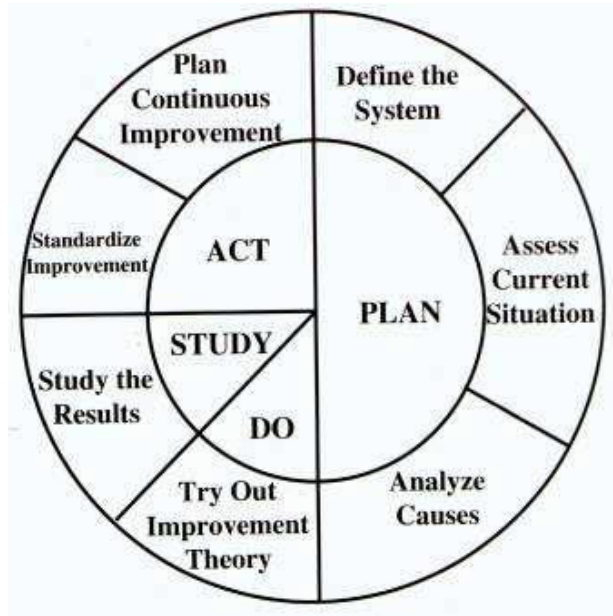 Plan
Continuous
Improvement
Define the
System
Standardize
Improvement
ACT
Assess
Current
Situation
PLAN
STUDY
Study the
Results
DO
Try Out
Improvement
Theory
Analyze
Causes